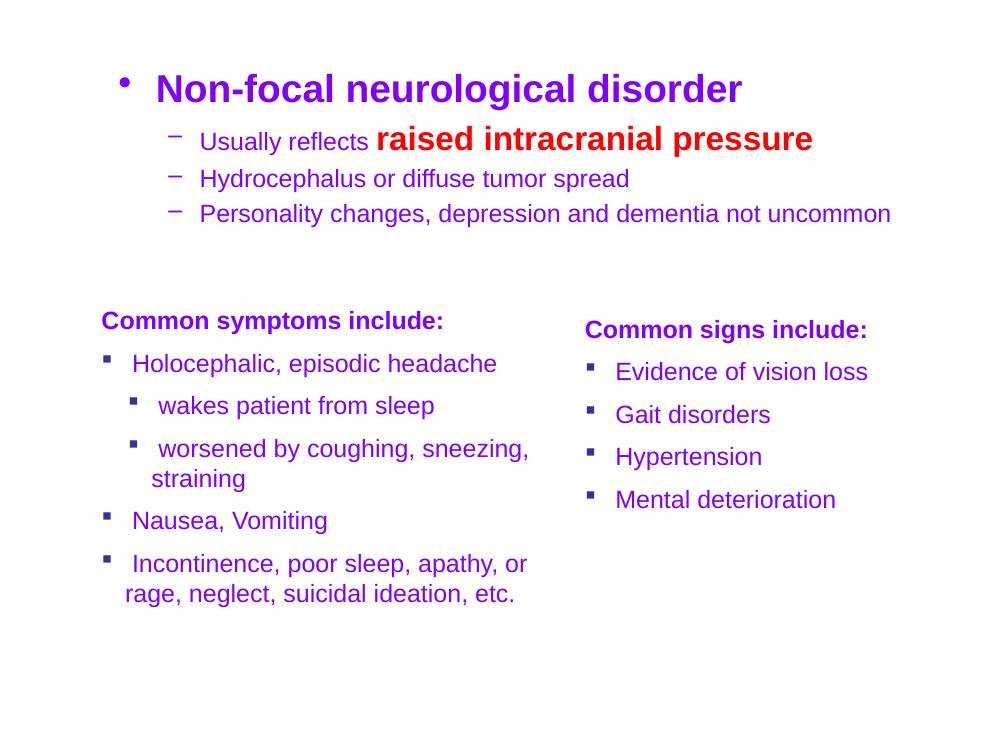 • Non-focal neurological disorder
– Usually reflects raised intracranial pressure
– Hydrocephalus or diffuse tumor spread
– Personality changes, depression and dementia not uncommon
Common symptoms include:
▪ Holocephalic, episodic headache
▪ wakes patient from sleep
▪ worsened by coughing, sneezing,
straining
▪ Nausea, Vomiting
▪ Incontinence, poor sleep, apathy, or
rage, neglect, suicidal ideation, etc.
Common signs include:
▪ Evidence of vision loss
▪ Gait disorders
▪ Hypertension
▪ Mental deterioration